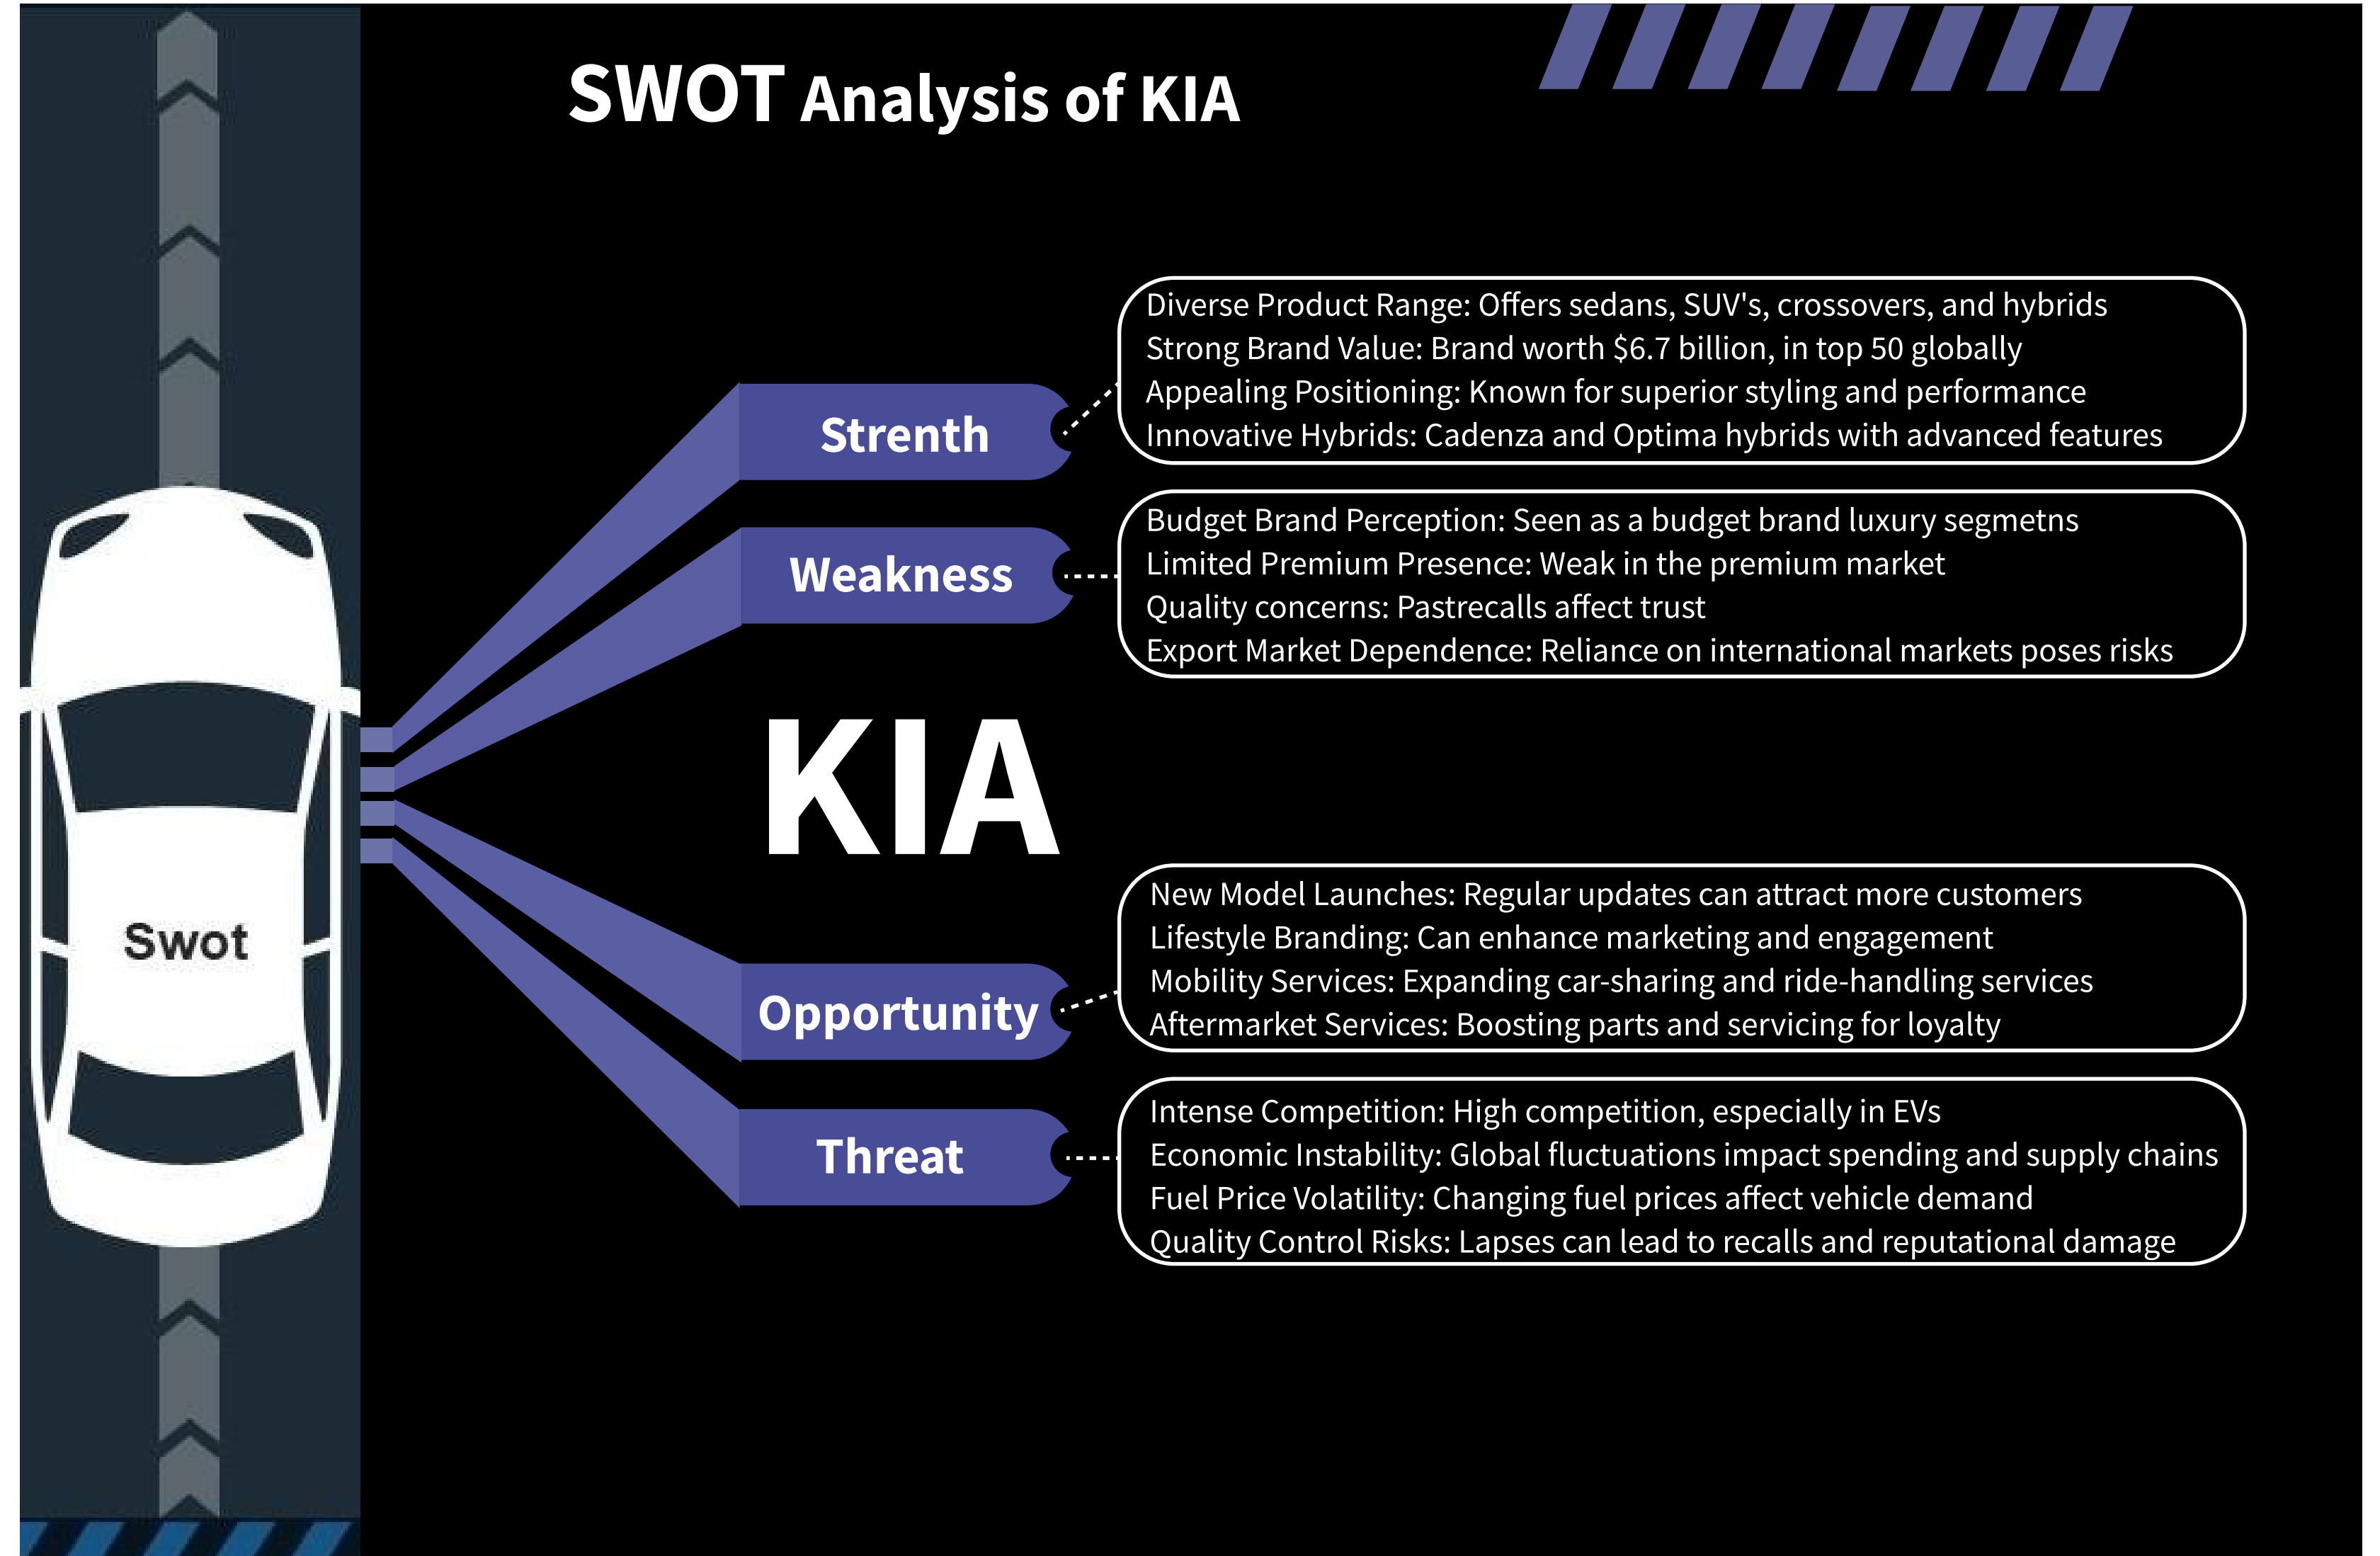 SWOT Analysis of KIA
Strenth
Diverse Product Range: Offers sedans, SUV's, crossovers, and hybrids
Strong Brand Value: Brand worth $6.7 billion, in top 50 globally
Appealing Positioning: Known for superior styling and performance
Innovative Hybrids: Cadenza and Optima hybrids with advanced features
Weakness
Budget Brand Perception: Seen as a budget brand luxury segmetns
Limited Premium Presence: Weak in the premium market
Quality concerns: Pastrecalls affect trust
Export Market Dependence: Reliance on international markets poses risks
KIA
Swot
Opportunity
New Model Launches: Regular updates can attract more customers
Lifestyle Branding: Can enhance marketing and engagement
Mobility Services: Expanding car-sharing and ride-handling services
Aftermarket Services: Boosting parts and servicing for loyalty
Threat
Intense Competition: High competition, especially in EVs
Economic Instability: Global fluctuations impact spending and supply chains
Fuel Price Volatility: Changing fuel prices affect vehicle demand
Quality Control Risks: Lapses can lead to recalls and reputational damage